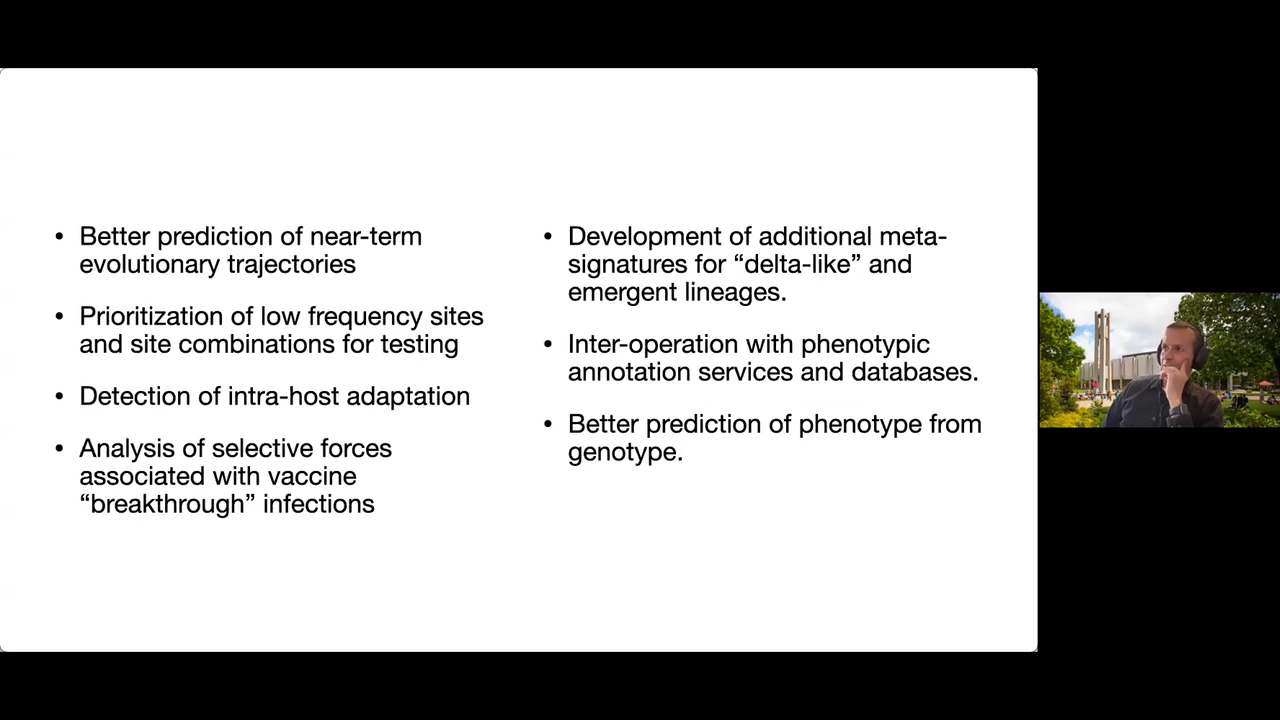 • Better prediction of near-term
evolutionary trajectories
• Prioritization of low frequency sites
and site combinations for testing
• Detection of intra-host adaptation
• Analysis of selective forces
associated with vaccine
“breakthrough” infections
• Development of additional meta-
signatures for “delta-like” and
emergent lineages.
• Inter-operation with phenotypic
annotation services and databases.
• Better prediction of phenotype from
genotype.